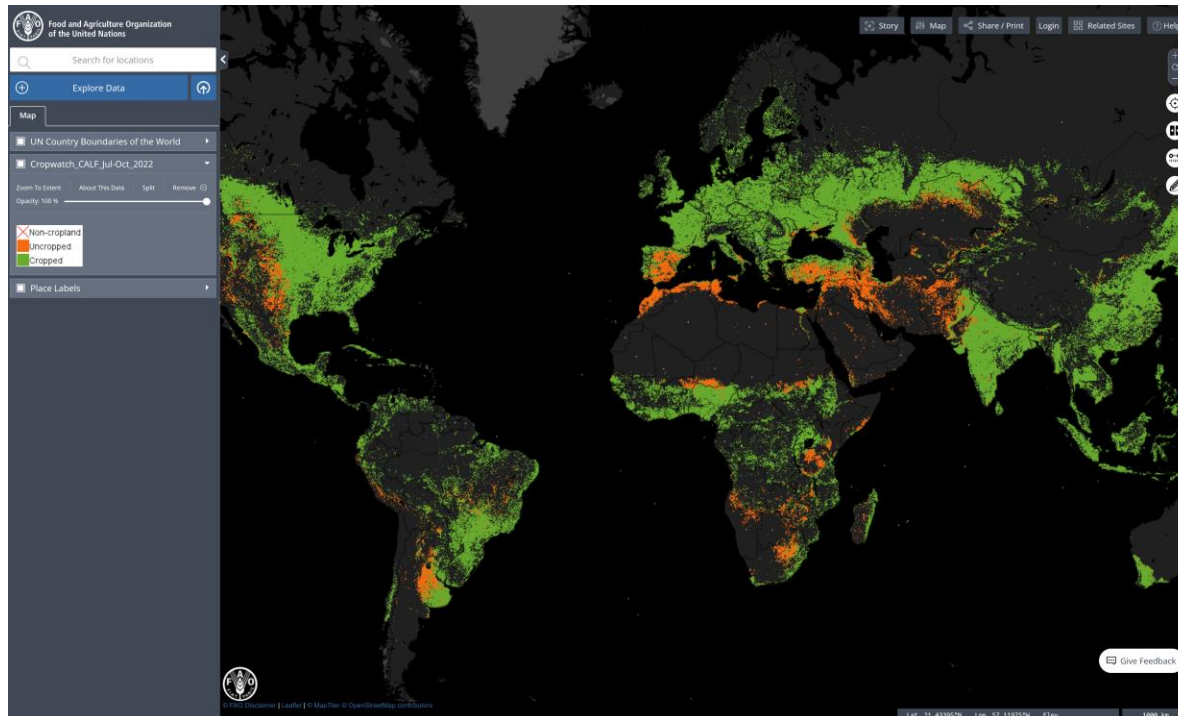 Food and Agriculture Organization
of the United Nations
Story
Map
Share / Print
Login
Related Sites
Help
Search for locations
Explore Data
Map
UN Country Boundaries of the World
Cropwatch_CALF_Jul-Oct_2022
Zoom To Extent
About This Data
Split
Remove
Opacity: 100 %
Non-cropland
Uncropped
Cropped
Place Labels
Give Feedback
© FAO Disclaimer | Leaflet | © MapTiler © OpenStreetMap contributors